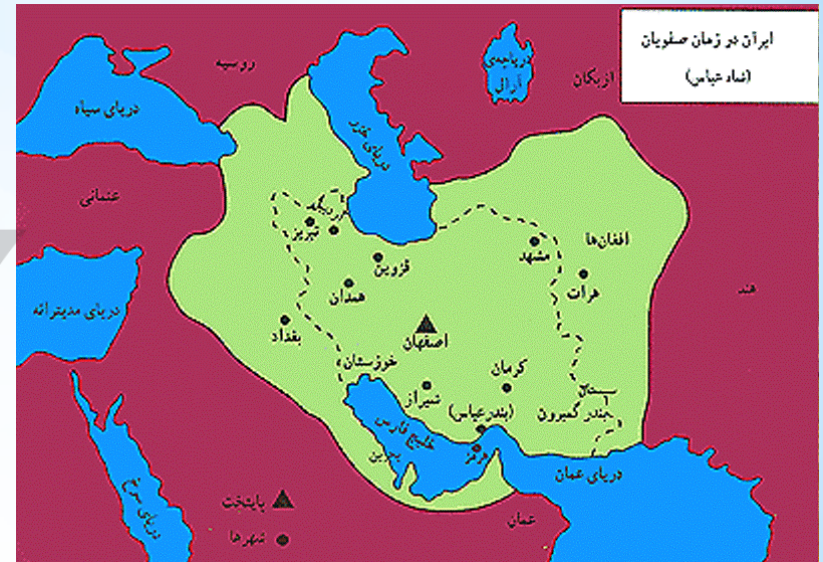 ایران در زمان صفویان
(شاه عباس)
روسیه
دریاچه‌ی
آرال
ازبکان
دریای سیاه
دریای خزر
عثمانی
اردبیل
تبریز
افغان‌ها
مشهد
قزوین
هرات
هند
همدان
دریای مدیترانه
بغداد
اصفهان
خوزستان
کرمان
سیستان
شیراز
(بندرعباس)
بندر گمبرون
خلیج فارس
هرمز
بحرین
دریای عمان
دریای سرخ
پایتخت
عمان
شهرها